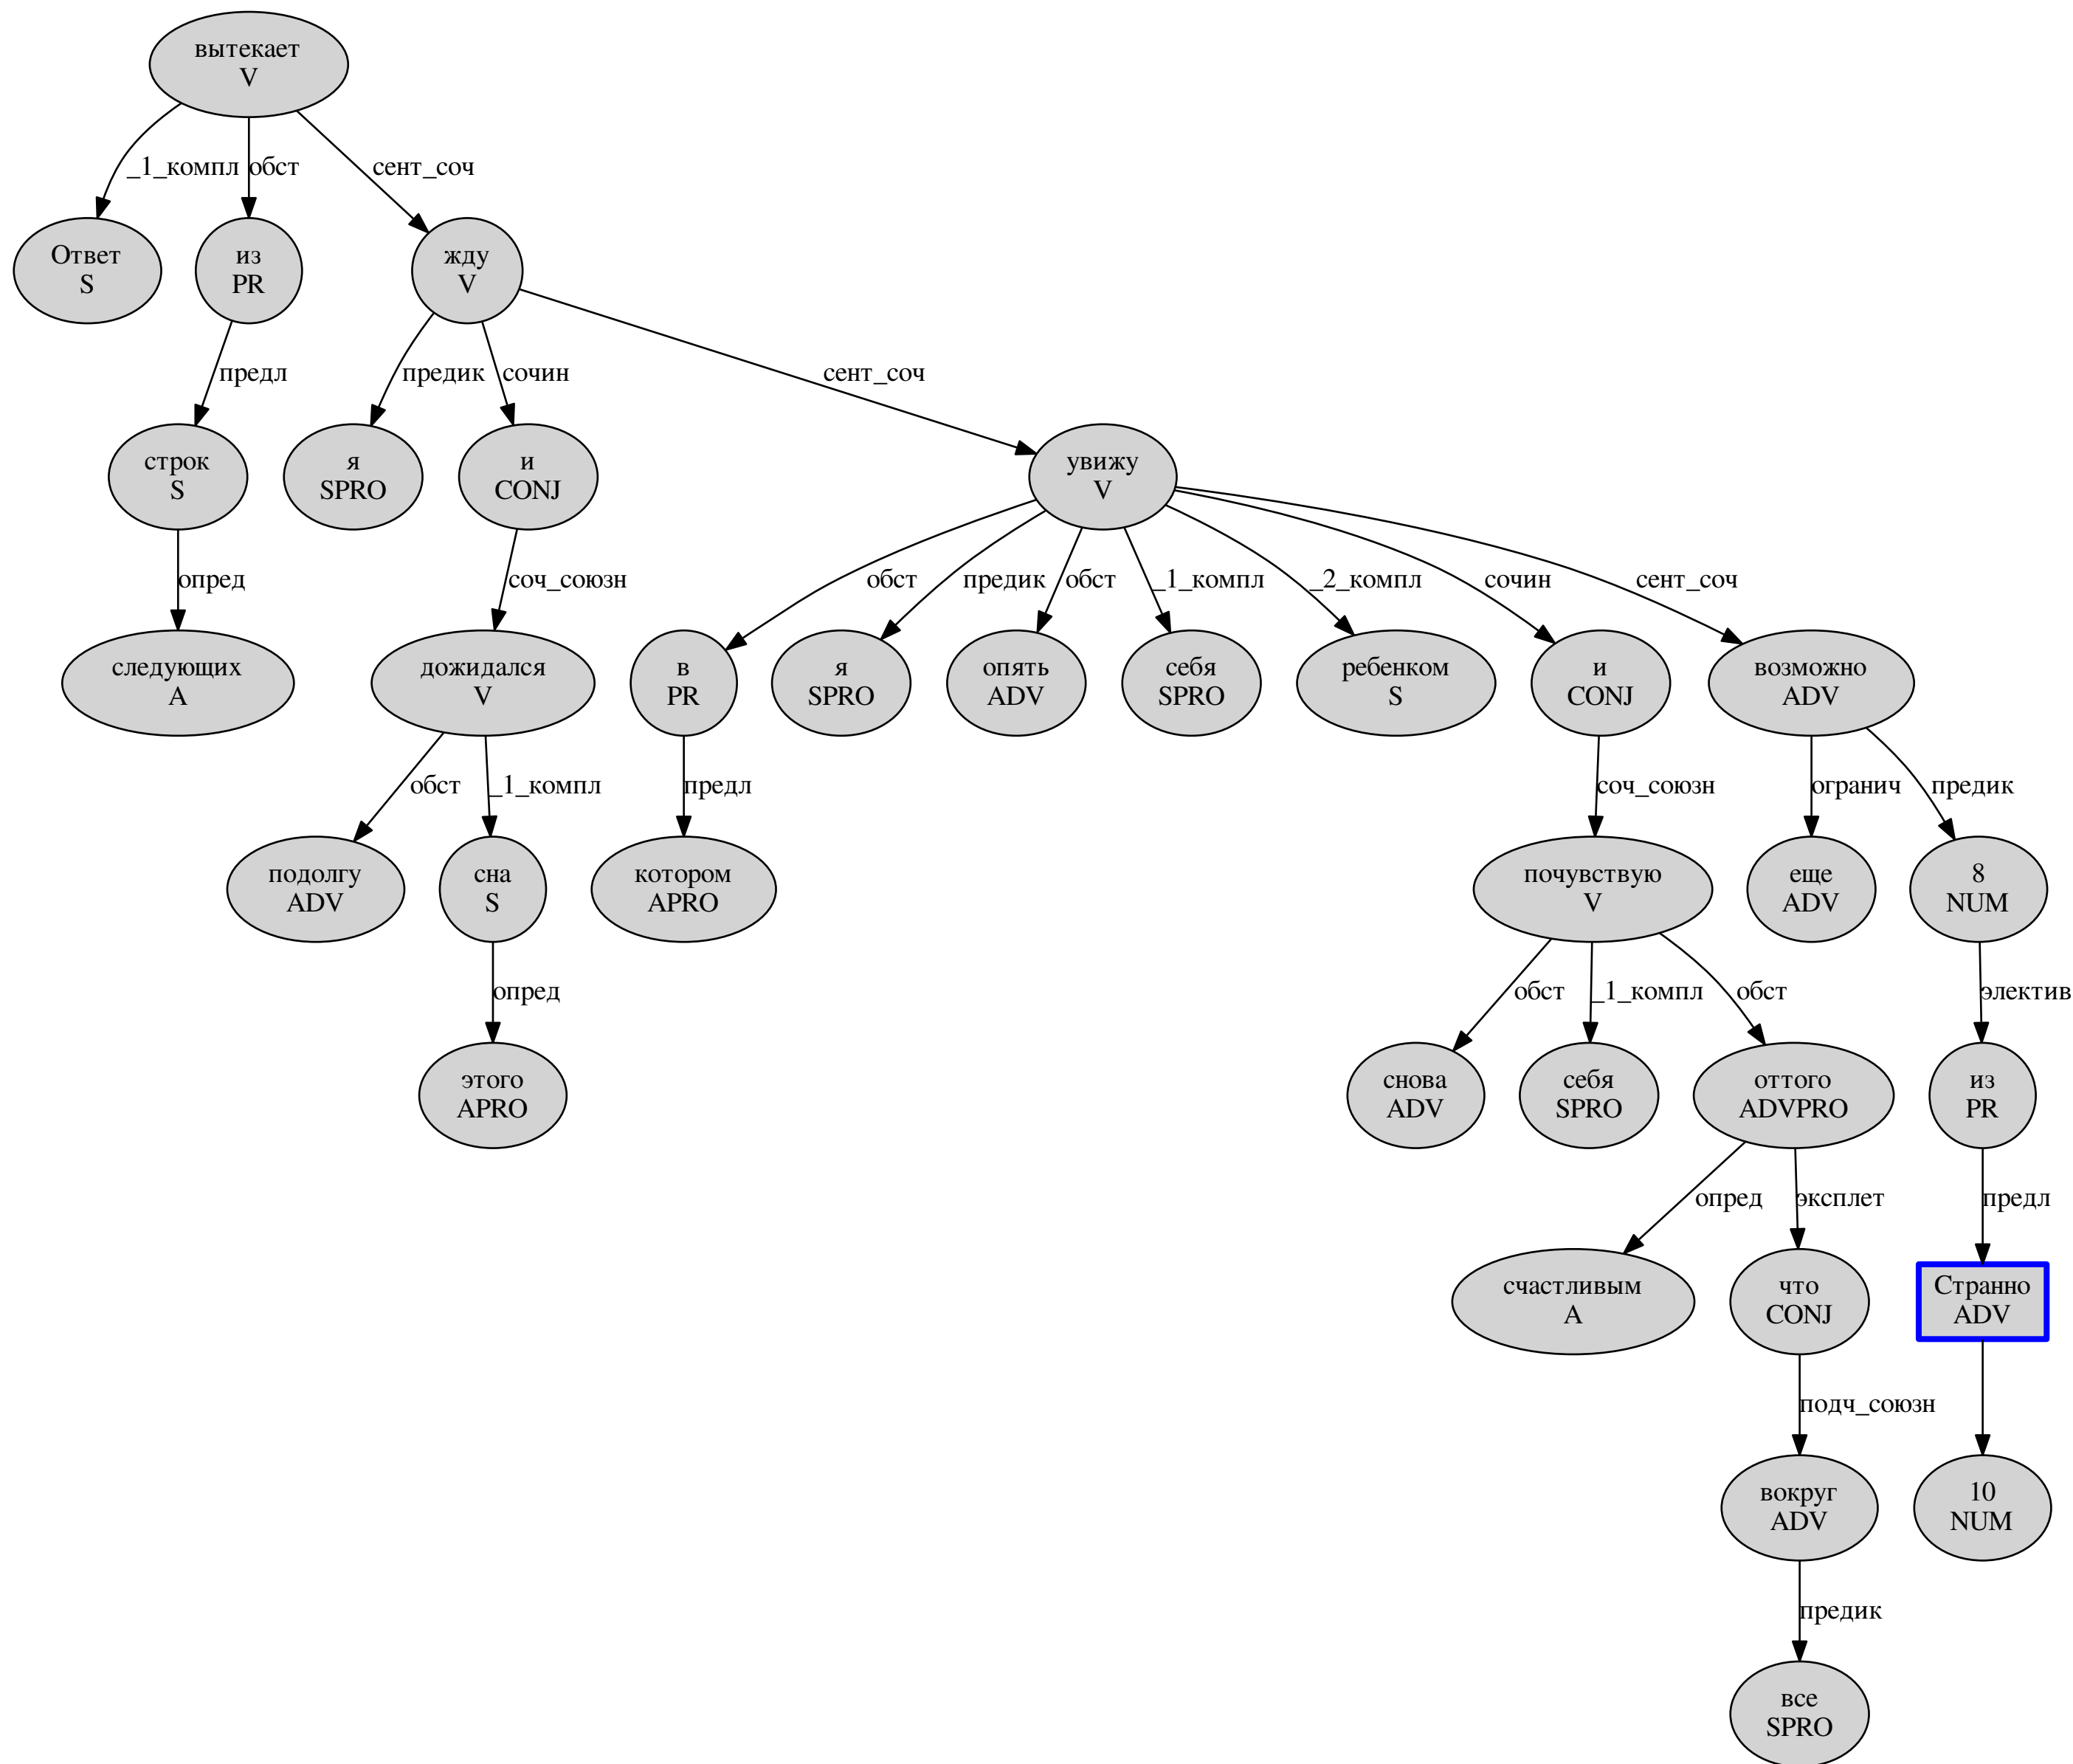 вытекает
V
_1_компл
обст
сент_соч
Ответ
S
из
PR
жду
V
предл
предик
сочин
сент_соч
строк
S
я
SPRO
и
CONJ
увижу
V
опред
соч_союзн
обст
предик
обст
_1_компл
_2_компл
сочин
сент_соч
следующих
A
дожидался
V
в
PR
я
SPRO
опять
ADV
себя
SPRO
ребенком
S
и
CONJ
возможно
ADV
обст
_1_компл
предл
соч_союзн
огранич
предик
подолгу
ADV
сна
S
котором
APRO
почувствую
V
еще
ADV
8
NUM
опред
обст
_1_компл
обст
электив
этого
APRO
снова
ADV
себя
SPRO
оттого
ADVPRO
из
PR
опред
эксплет
предл
счастливым
A
что
CONJ
Странно
ADV
подч_союзн
вокруг
ADV
10
NUM
предик
все
SPRO